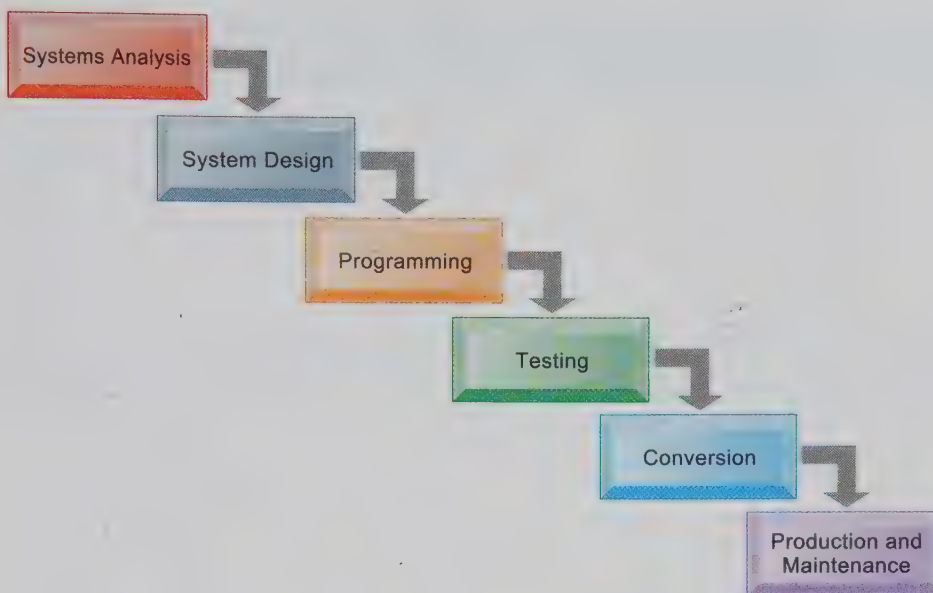 Systems Analysis
System Design
Programming
Testing
Conversion
Production and
Maintenance